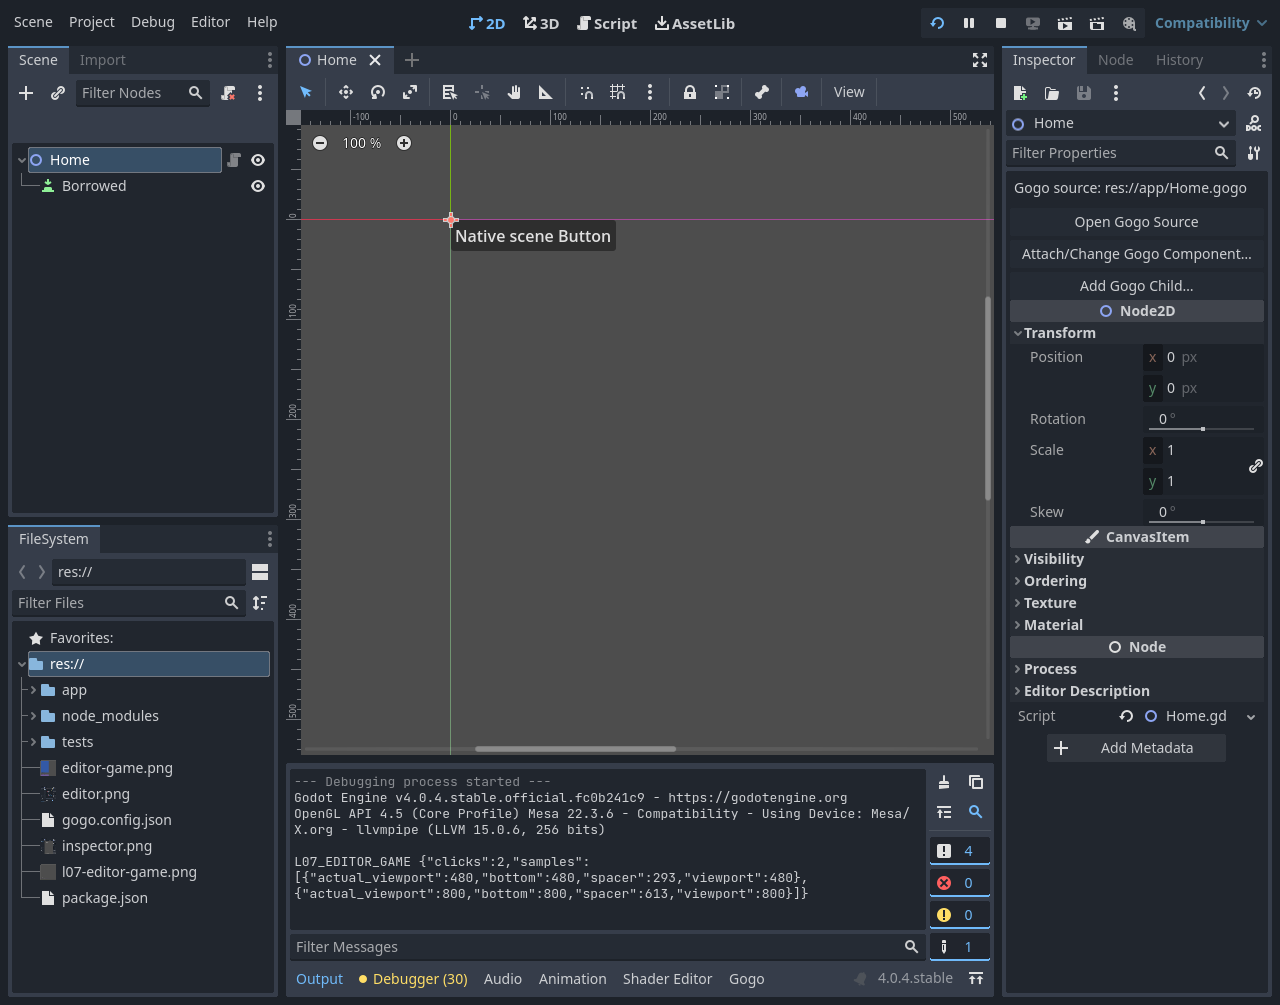 Scene Project Debug Editor Help
2D 3D Script AssetLib
Compatibility
Scene Import
Filter Nodes
Home
Borrowed
FileSystem
res://
Filter Files
Favorites:
res://
app
node_modules
tests
editor-game.png
editor.png
gogo.config.json
inspector.png
l07-editor-game.png
package.json
Home
View
-100 0 100 200 300 400 500
100 %
0
100
200
300
400
500
Native scene Button
--- Debugging process started ---
Godot Engine v4.0.4.stable.official.fc0b241c9 - https://godotengine.org
OpenGL API 4.5 (Core Profile) Mesa 22.3.6 - Compatibility - Using Device: Mesa/
X.org - llvmpipe (LLVM 15.0.6, 256 bits)
L07_EDITOR_GAME {"clicks":2,"samples":
[{"actual_viewport":480,"bottom":480,"spacer":293,"viewport":480},
{"actual_viewport":800,"bottom":800,"spacer":613,"viewport":800}]}
4
0
0
1
Filter Messages
Output Debugger (30) Audio Animation Shader Editor Gogo 4.0.4.stable
Inspector Node History
Home
DOC
Filter Properties
Gogo source: res://app/Home.gogo
Open Gogo Source
Attach/Change Gogo Component...
Add Gogo Child...
Node2D
Transform
Position x 0 px
y 0 px
Rotation 0 °
Scale x 1
y 1
Skew 0 °
CanvasItem
Visibility
Ordering
Texture
Material
Node
Process
Editor Description
Script Home.gd
Add Metadata